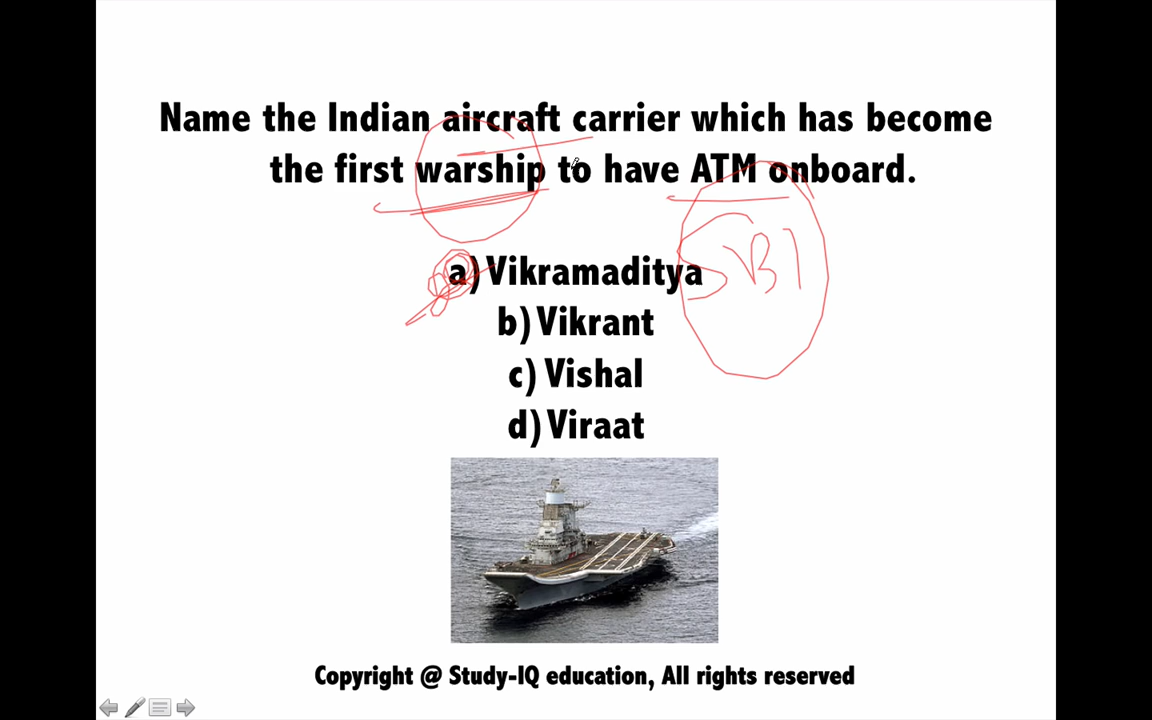 Name the Indian aircraft carrier which has become
the first warship to have ATM onboard.
SBI
a) Vikramaditya
b) Vikrant
c) Vishal
d) Viraat
Copyright @ Study-IQ education, All rights reserved